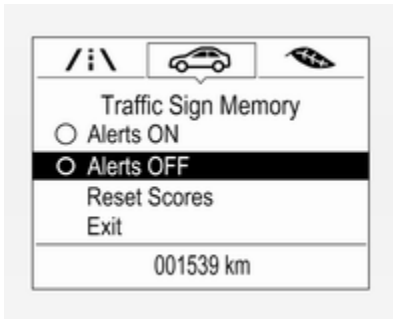 Traffic Sign Memory
Alerts ON
Alerts OFF
Reset Scores
Exit
001539 km